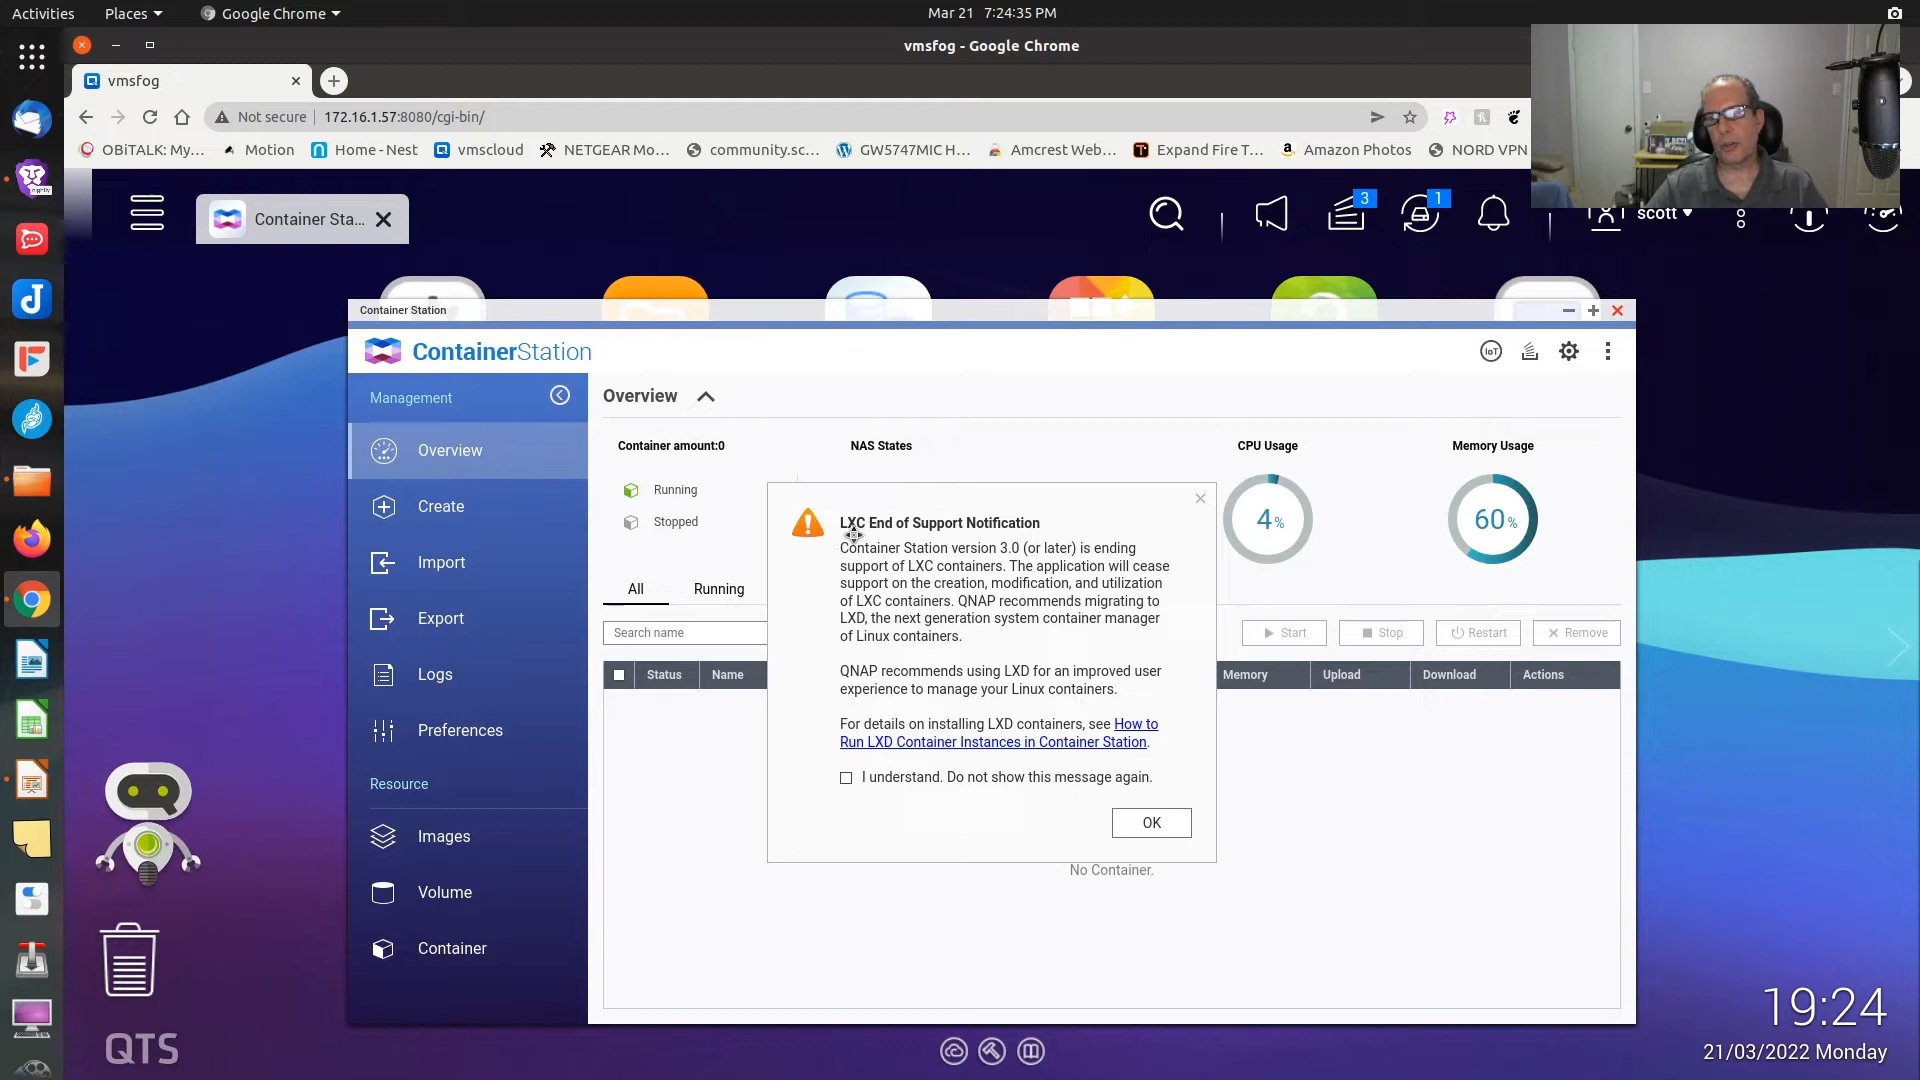 Activities
Places
Google Chrome
Mar 21 7:24:35 PM
vmsfog - Google Chrome
vmsfog
Not secure
172.16.1.57:8080/cgi-bin/
OBiTALK: My...
Motion
Home - Nest
vmscloud
NETGEAR Mo...
community.sc...
GW5747MIC H...
Amcrest Web...
Expand Fire T...
Amazon Photos
NORD VPN
Container Sta...
3
1
scott
Container Station
ContainerStation
IoT
Management
Overview
Create
Import
Export
Logs
Preferences
Resource
Images
Volume
Container
Overview
Container amount:0
NAS States
CPU Usage
Memory Usage
Running
Stopped
4%
60%
All
Running
Search name
Start
Stop
Restart
Remove
Status
Name
Memory
Upload
Download
Actions
LXC End of Support Notification
Container Station version 3.0 (or later) is ending
support of LXC containers. The application will cease
support on the creation, modification, and utilization
of LXC containers. QNAP recommends migrating to
LXD, the next generation system container manager
of Linux containers.
QNAP recommends using LXD for an improved user
experience to manage your Linux containers.
For details on installing LXD containers, see How to
Run LXD Container Instances in Container Station.
I understand. Do not show this message again.
OK
No Container.
QTS
19:24
21/03/2022 Monday